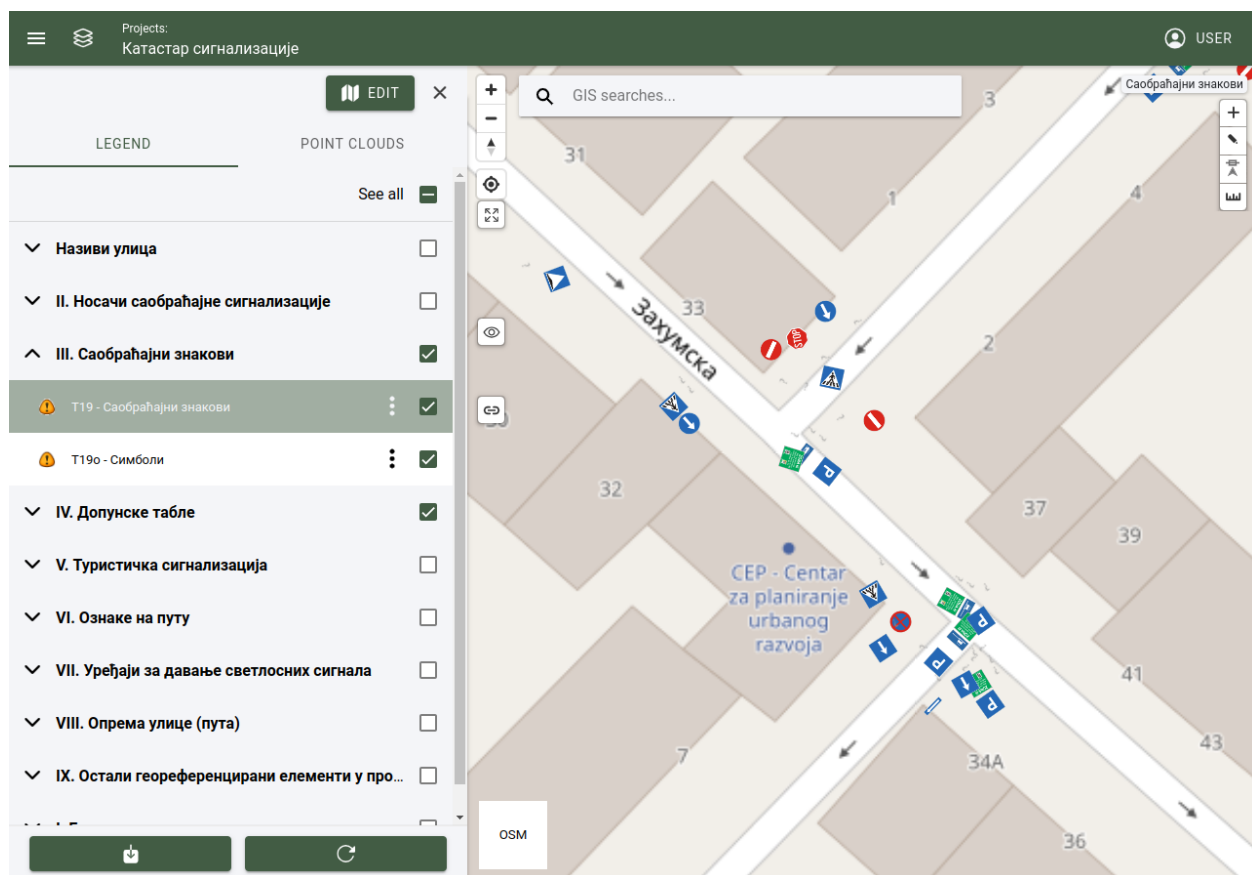 Projects:
Катастар сигнализације
USER
EDIT
LEGEND
POINT CLOUDS
See all
Називи улица
II. Носачи саобраћајне сигнализације
III. Саобраћајни знакови
T19 - Саобраћајни знакови
T19o - Симболи
IV. Допунске табле
V. Туристичка сигнализација
VI. Ознаке на путу
VII. Уређаји за давање светлосних сигнала
VIII. Опрема улице (пута)
IX. Остали геореференцирани елементи у про...
GIS searches...
Саобраћајни знакови
3
31
1
4
33
Захумска
STOP
2
32
37
39
CEP - Centar
za planiranje
urbanog
razvoja
P
P
P
P
41
43
7
34A
36
OSM